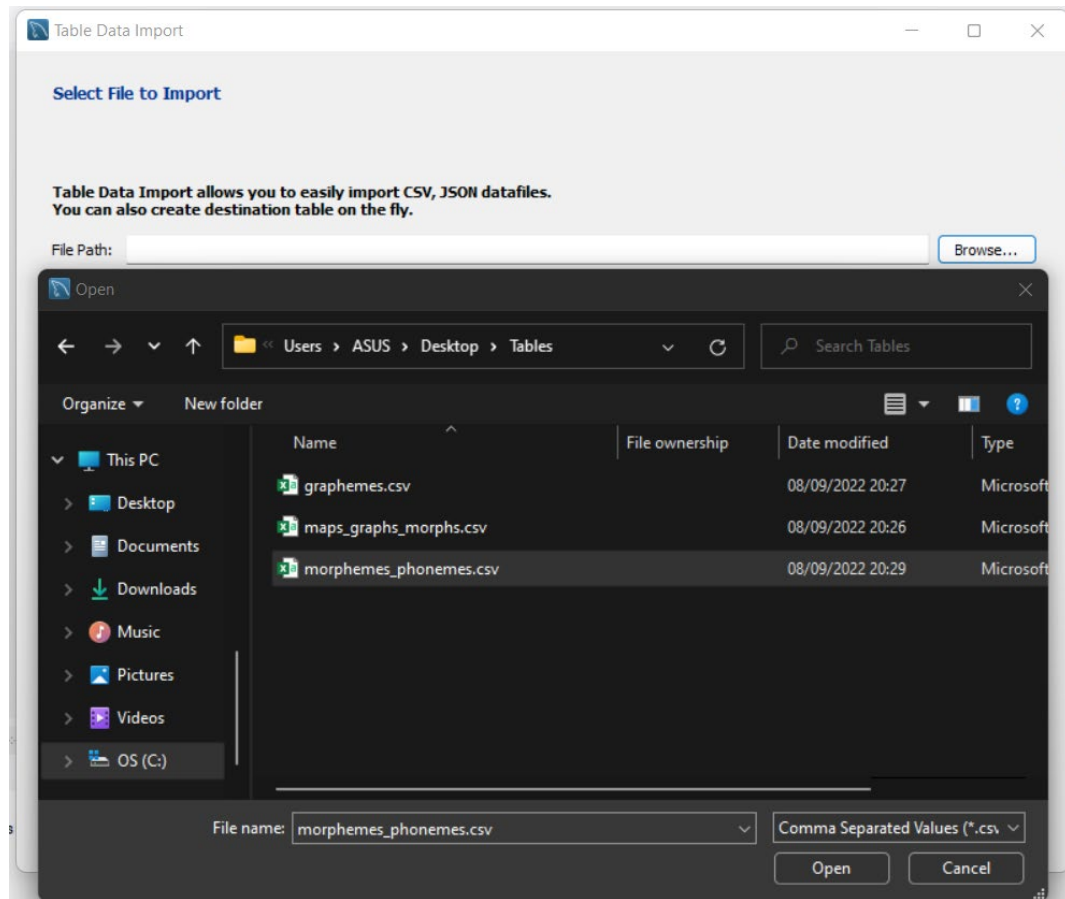 Table Data Import
Select File to Import
Table Data Import allows you to easily import CSV, JSON datafiles.
You can also create destination table on the fly.
File Path: Browse...
Open
« Users › ASUS › Desktop › Tables Search Tables
Organize New folder ?
Name File ownership Date modified Type
This PC
Desktop
Documents
Downloads
Music
Pictures
Videos
OS (C:)
graphemes.csv 08/09/2022 20:27 Microsoft
maps_graphs_morphs.csv 08/09/2022 20:26 Microsoft
morphemes_phonemes.csv 08/09/2022 20:29 Microsoft
File name: morphemes_phonemes.csv Comma Separated Values (*.csv
Open Cancel